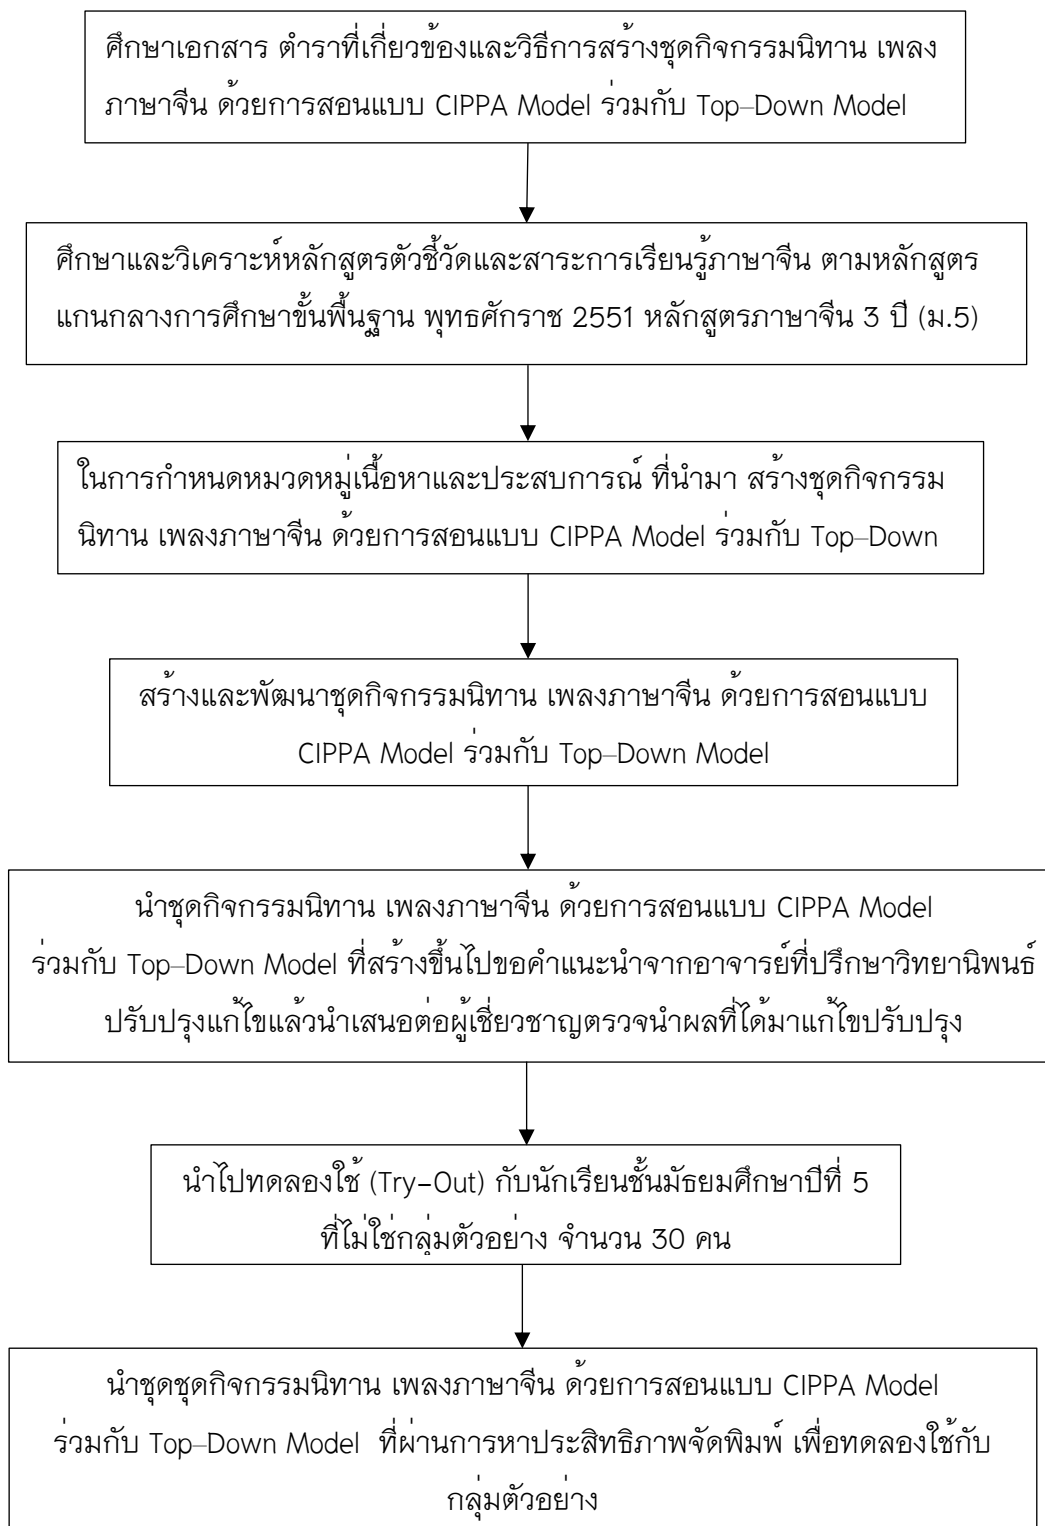 ศึกษาเอกสาร ตำราที่เกี่ยวข้องและวิธีการสร้างชุดกิจกรรมนิทาน เพลง
ภาษาจีน ด้วยการสอนแบบ CIPPA Model ร่วมกับ Top–Down Model
ศึกษาและวิเคราะห์หลักสูตรตัวชี้วัดและสาระการเรียนรู้ภาษาจีน ตามหลักสูตร
แกนกลางการศึกษาขั้นพื้นฐาน พุทธศักราช 2551 หลักสูตรภาษาจีน 3 ปี (ม.5)
ในการกำหนดหมวดหมู่เนื้อหาและประสบการณ์ ที่นำมา สร้างชุดกิจกรรม
นิทาน เพลงภาษาจีน ด้วยการสอนแบบ CIPPA Model ร่วมกับ Top–Down
สร้างและพัฒนาชุดกิจกรรมนิทาน เพลงภาษาจีน ด้วยการสอนแบบ
CIPPA Model ร่วมกับ Top–Down Model
นำชุดกิจกรรมนิทาน เพลงภาษาจีน ด้วยการสอนแบบ CIPPA Model
ร่วมกับ Top–Down Model ที่สร้างขึ้นไปขอคำแนะนำจากอาจารย์ที่ปรึกษาวิทยานิพนธ์
ปรับปรุงแก้ไขแล้วนำเสนอต่อผู้เชี่ยวชาญตรวจนำผลที่ได้มาแก้ไขปรับปรุง
นำไปทดลองใช้ (Try-Out) กับนักเรียนชั้นมัธยมศึกษาปีที่ 5
ที่ไม่ใช่กลุ่มตัวอย่าง จำนวน 30 คน
นำชุดชุดกิจกรรมนิทาน เพลงภาษาจีน ด้วยการสอนแบบ CIPPA Model
ร่วมกับ Top–Down Model ที่ผ่านการหาประสิทธิภาพจัดพิมพ์ เพื่อทดลองใช้กับ
กลุ่มตัวอย่าง